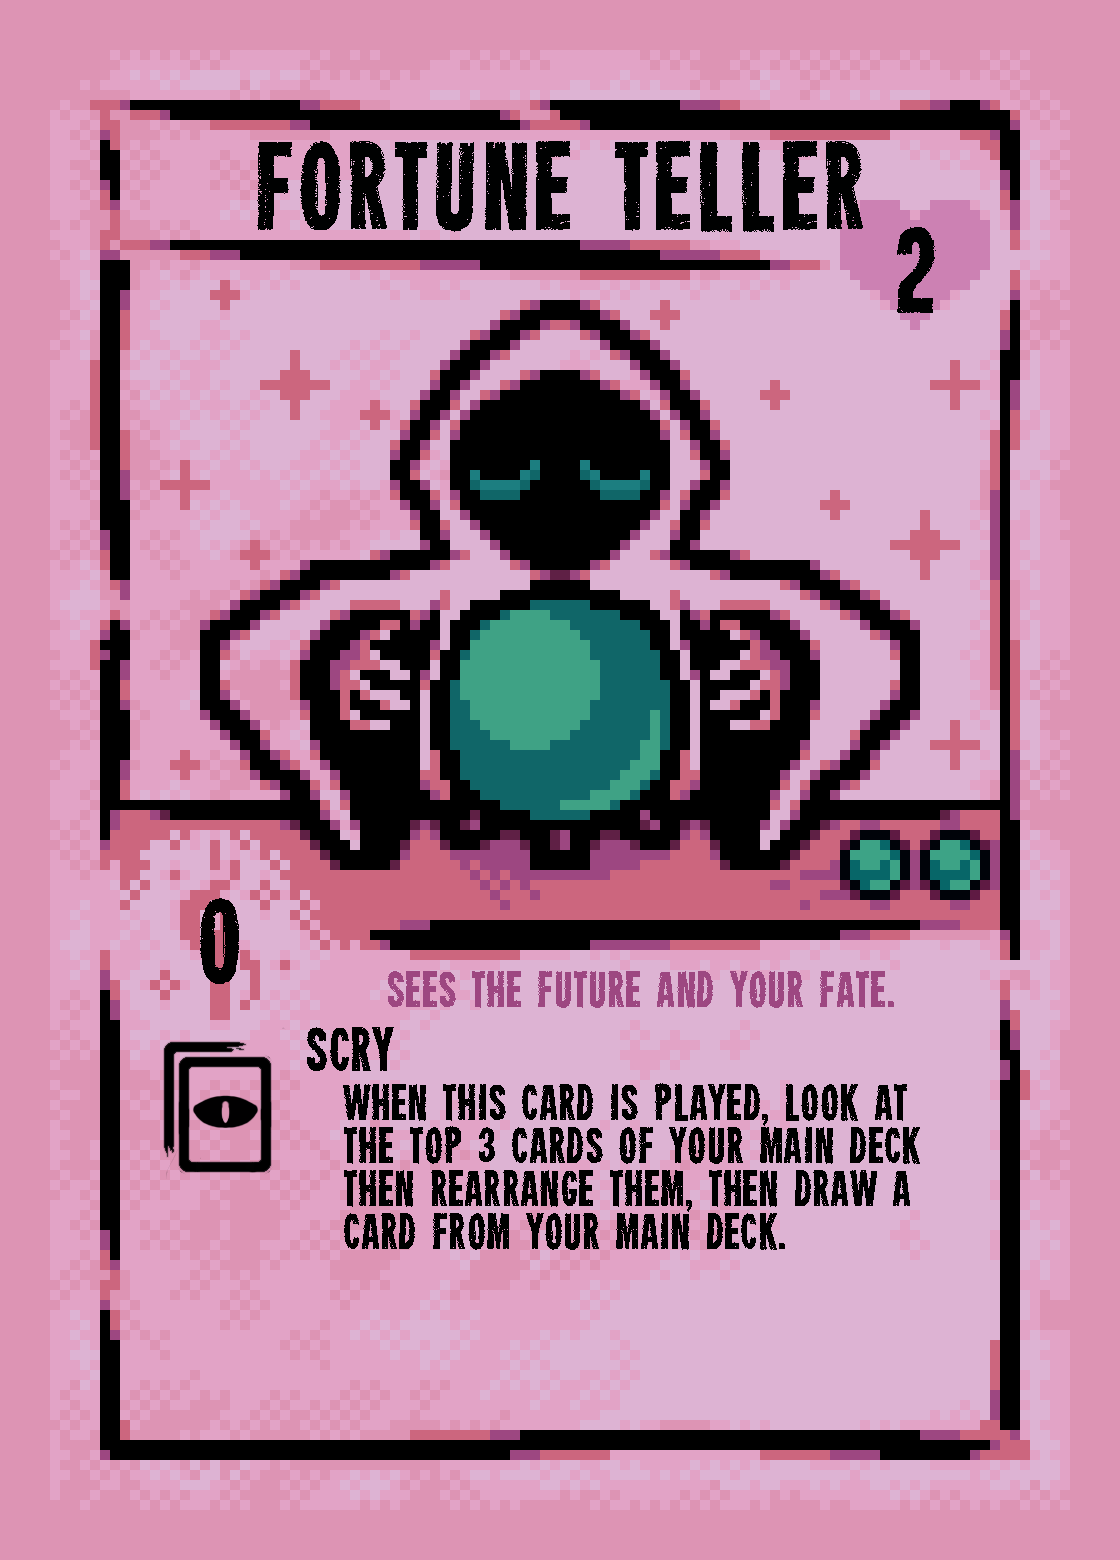 FORTUNE TELLER
2
0
SEES THE FUTURE AND YOUR FATE.
SCRY
WHEN THIS CARD IS PLAYED, LOOK AT
THE TOP 3 CARDS OF YOUR MAIN DECK
THEN REARRANGE THEM, THEN DRAW A
CARD FROM YOUR MAIN DECK.